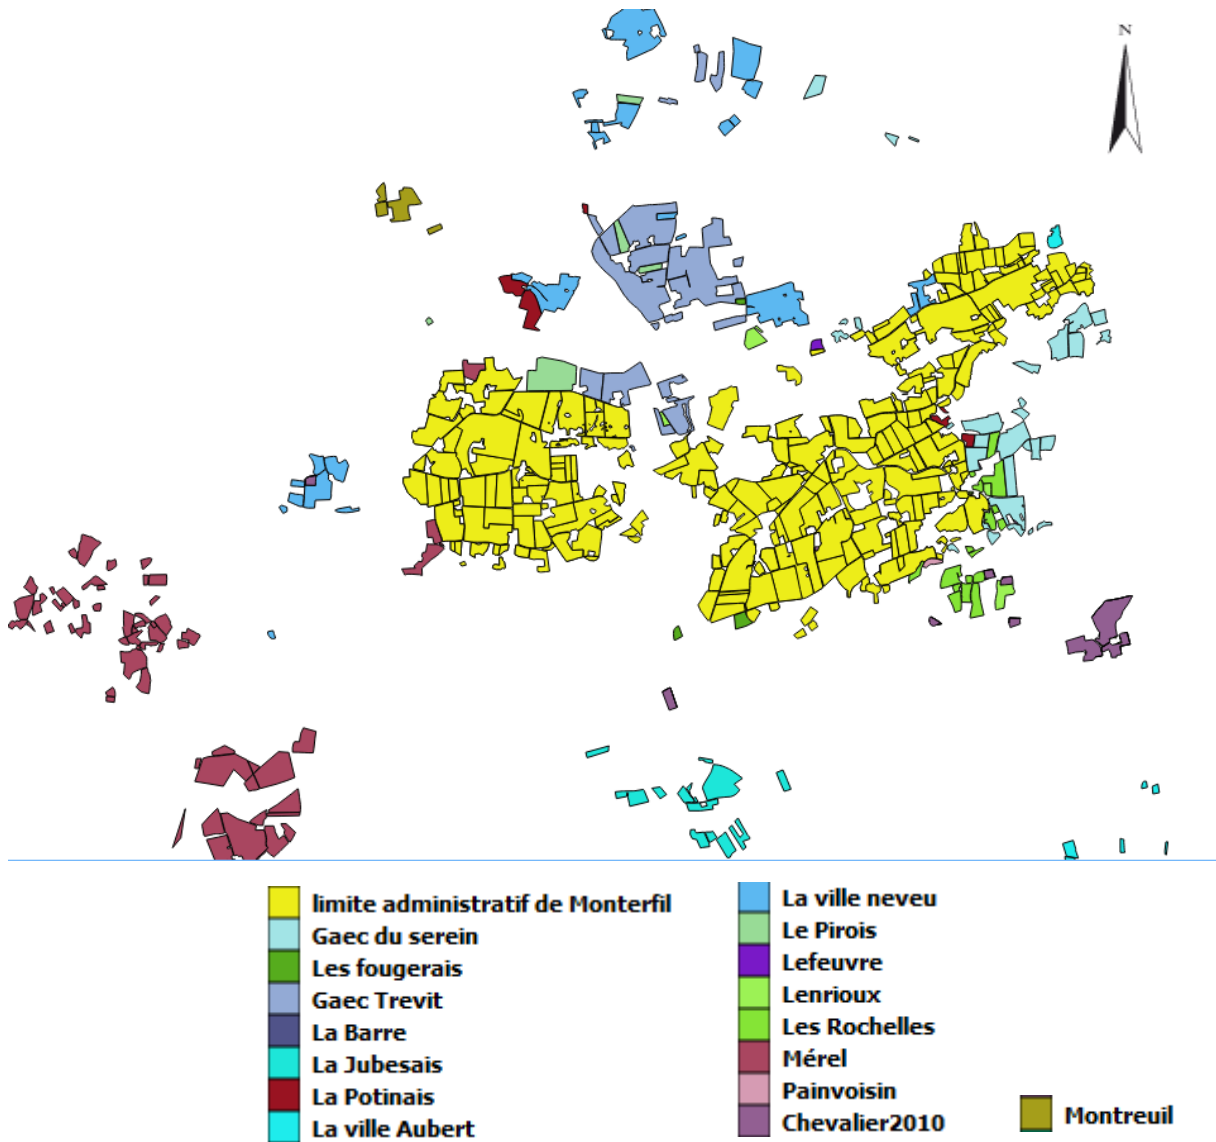 N
limite administratif de Monterfil
Gaec du serein
Les fougerais
Gaec Trevit
La Barre
La Jubesais
La Potinais
La ville Aubert
La ville neveu
Le Pirois
Lefeuvre
Lenrioux
Les Rochelles
Mérel
Painvoisin
Chevalier2010
Montreuil